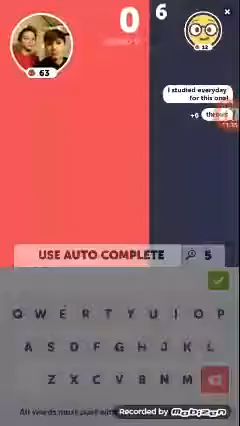 0
6
×
63
12
I studied everyday
for this one!
+6
USE AUTO COMPLETE
5
Q W E R T Y U I O P
A S D F G H J K L
Z X C V B N M
All words must start with
Recorded by Mobizen